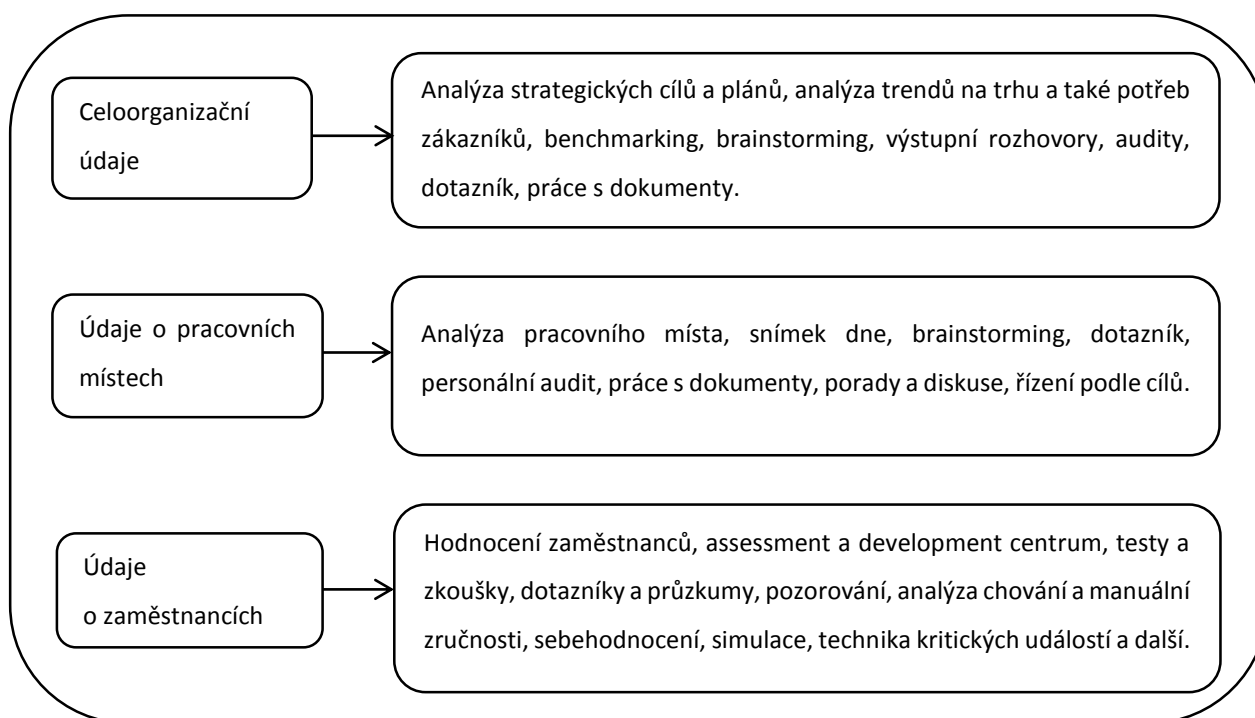 Celoorganizační
údaje
Analýza strategických cílů a plánů, analýza trendů na trhu a také potřeb
zákazníků, benchmarking, brainstorming, výstupní rozhovory, audity,
dotazník, práce s dokumenty.
Údaje o pracovních
místech
Analýza pracovního místa, snímek dne, brainstorming, dotazník,
personální audit, práce s dokumenty, porady a diskuse, řízení podle cílů.
Údaje
o zaměstnancích
Hodnocení zaměstnanců, assessment a development centrum, testy a
zkoušky, dotazníky a průzkumy, pozorování, analýza chování a manuální
zručnosti, sebehodnocení, simulace, technika kritických událostí a další.